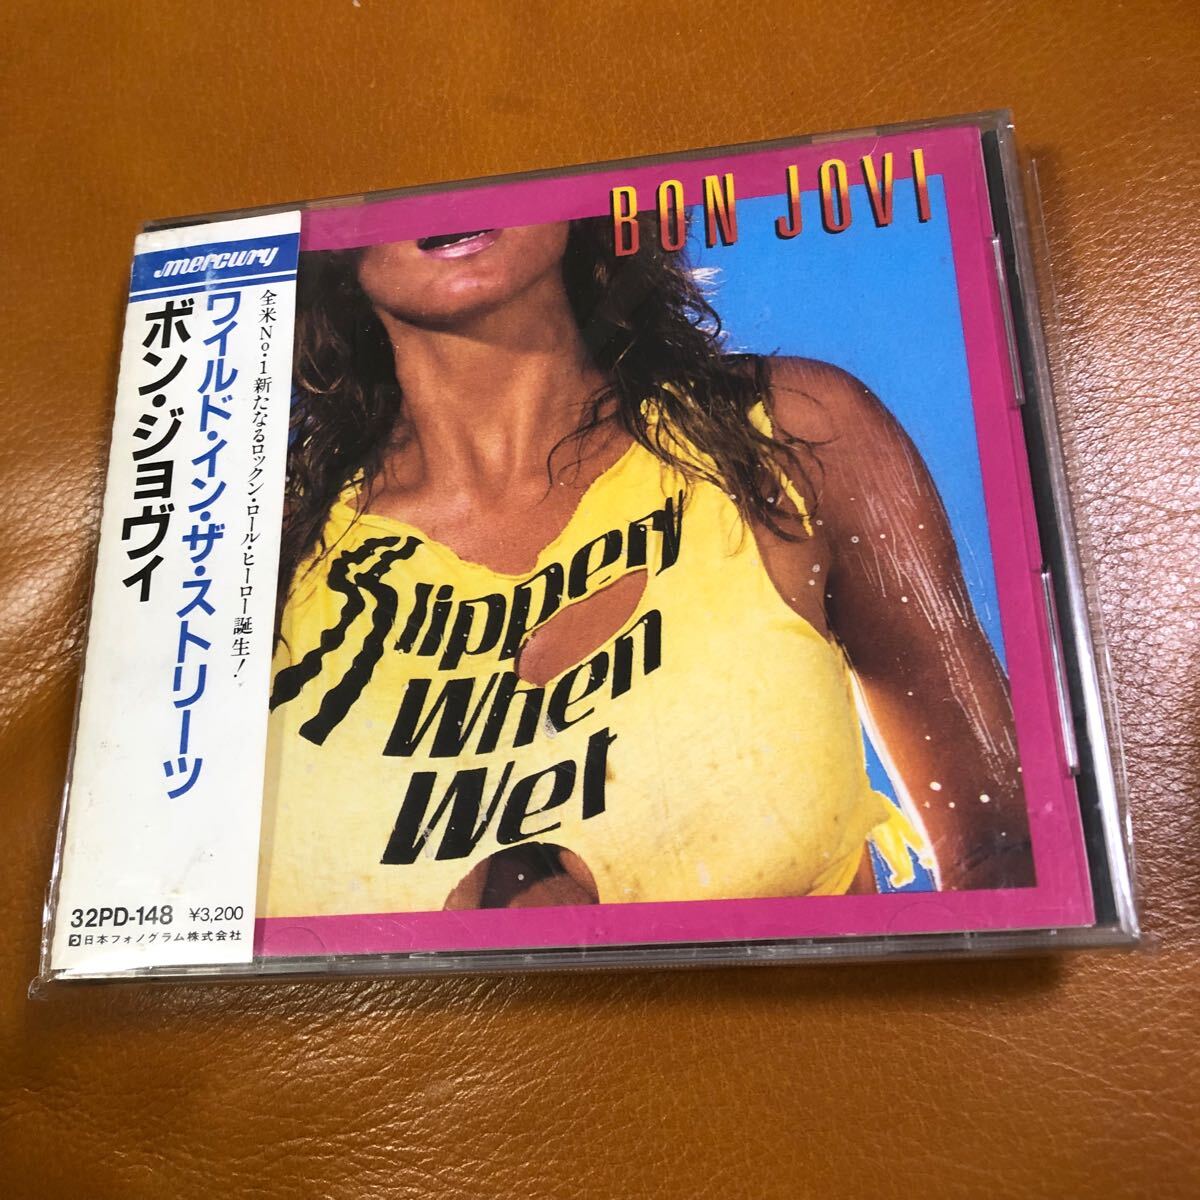 mercury
全米No.1新たなるロックン・ロール・ヒーロー誕生!
ワイルド・イン・ザ・ストリーツ
ボン・ジョヴィ
32PD-148 ¥3,200
日本フォノグラム株式会社
BON JOVI
Slippery
When
Wet